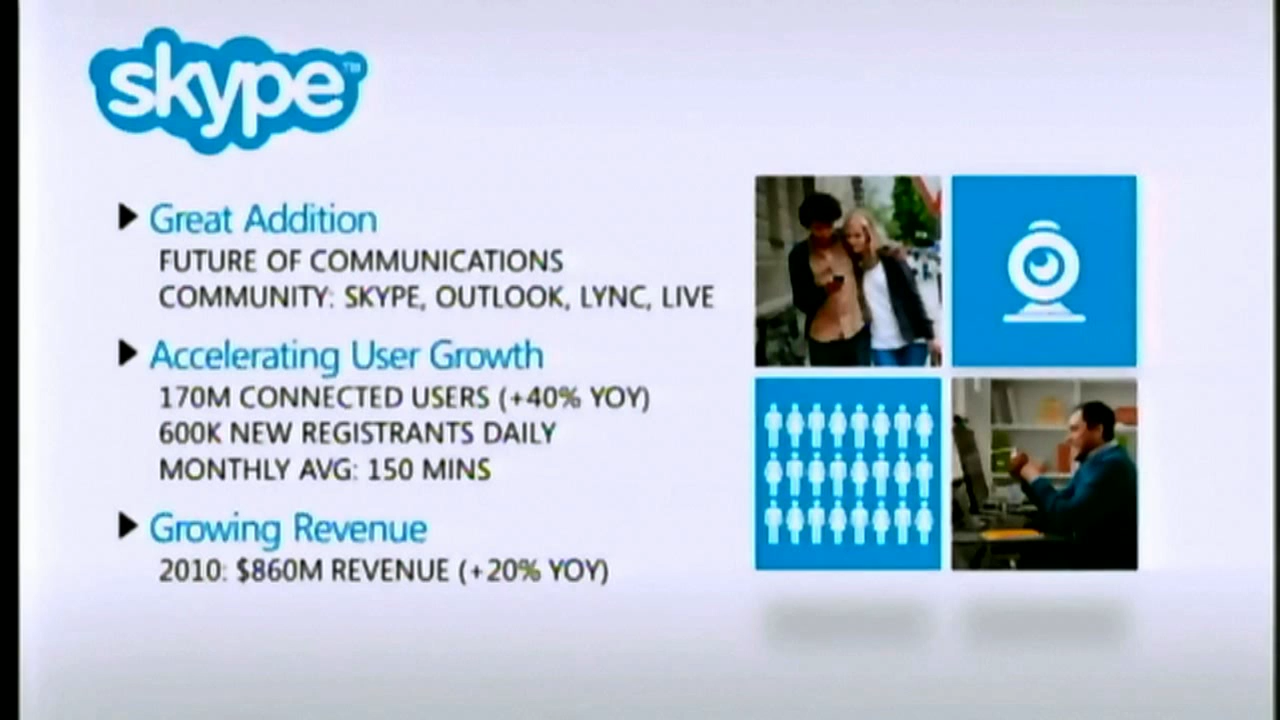 skype™
Great Addition
FUTURE OF COMMUNICATIONS
COMMUNITY: SKYPE, OUTLOOK, LYNC, LIVE
Accelerating User Growth
170M CONNECTED USERS (+40% YOY)
600K NEW REGISTRANTS DAILY
MONTHLY AVG: 150 MINS
Growing Revenue
2010: $860M REVENUE (+20% YOY)